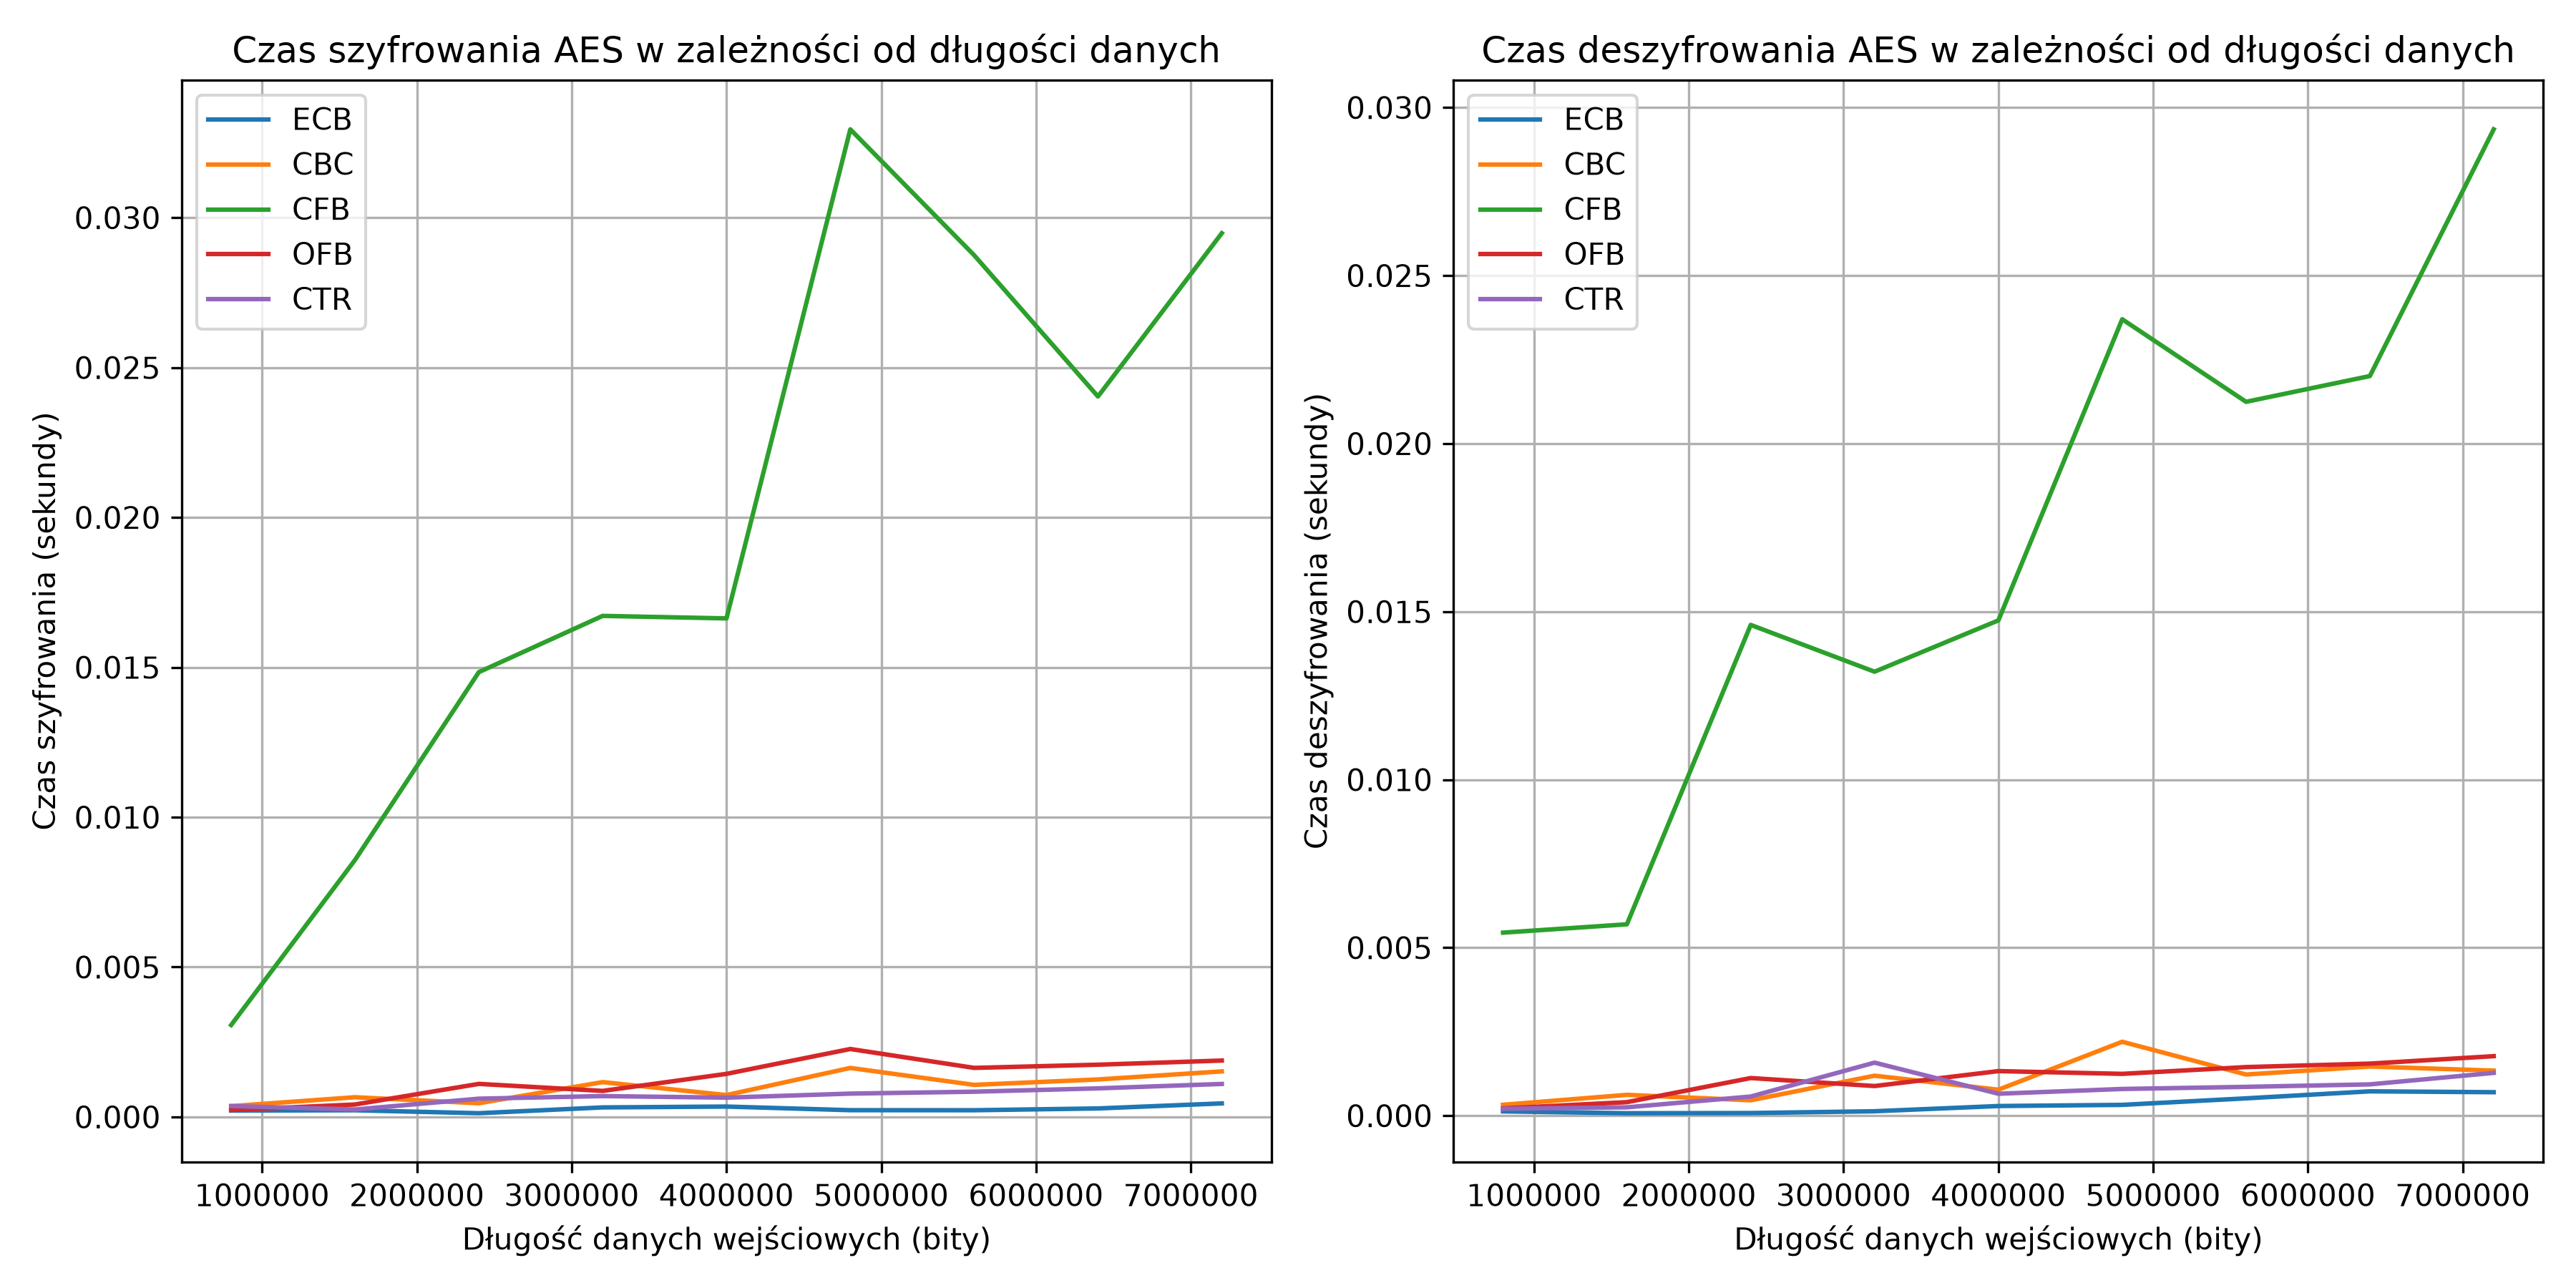 Czas szyfrowania AES w zależności od długości danych
ECB
CBC
CFB
OFB
CTR
0.030
0.025
0.020
0.015
0.010
0.005
0.000
Czas szyfrowania (sekundy)
1000000 2000000 3000000 4000000 5000000 6000000 7000000
Długość danych wejściowych (bity)
Czas deszyfrowania AES w zależności od długości danych
ECB
CBC
CFB
OFB
CTR
0.030
0.025
0.020
0.015
0.010
0.005
0.000
Czas deszyfrowania (sekundy)
1000000 2000000 3000000 4000000 5000000 6000000 7000000
Długość danych wejściowych (bity)